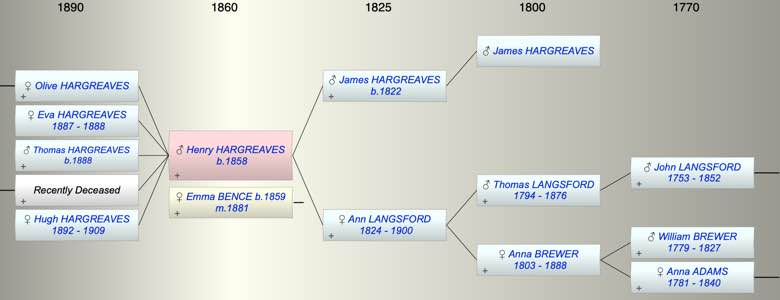 1890 1860 1825 1800 1770
♀ Olive HARGREAVES
+
♀ Eva HARGREAVES
1887 - 1888
♂ Thomas HARGREAVES
b.1888
+
Recently Deceased
+
♀ Hugh HARGREAVES
1892 - 1909
♂ Henry HARGREAVES
b.1858
+
♀ Emma BENCE b.1859
m.1881
+
♂ James HARGREAVES
b.1822
+
♀ Ann LANGSFORD
1824 - 1900
+
♂ James HARGREAVES
♂ Thomas LANGSFORD
1794 - 1876
+
♀ Anna BREWER
1803 - 1888
+
♂ John LANGSFORD
1753 - 1852
+
♂ William BREWER
1779 - 1827
+
♀ Anna ADAMS
1781 - 1840
+